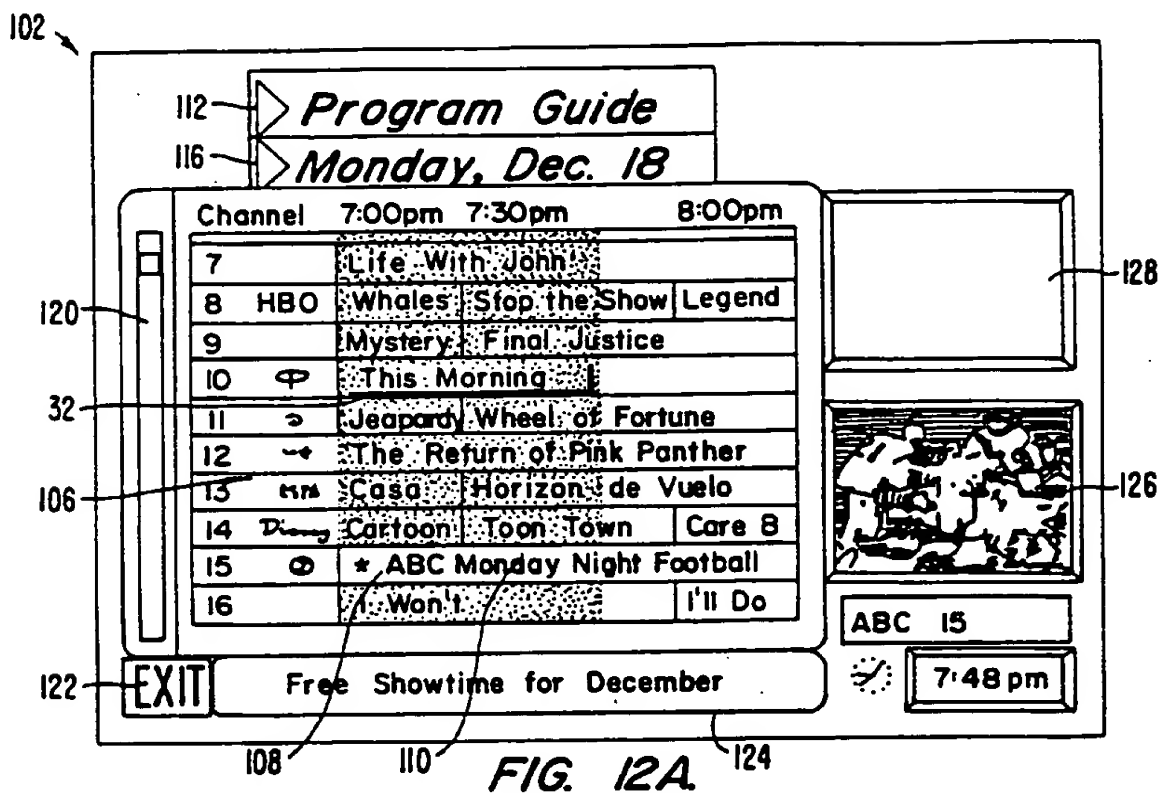 102
112 Program Guide
116 Monday, Dec. 18
Channel 7:00pm 7:30pm 8:00pm
7 Life With John
8 HBO Whales Stop the Show Legend
9 Mystery Final Justice
10 This Morning
11 Jeapardy Wheel of Fortune
12 The Return of Pink Panther
13 Casa Horizon de Vuelo
14 Disney Cartoon Toon Town Care B
15 * ABC Monday Night Football
16 I Won't I'll Do
120
32
106
128
126
ABC 15
7:48 pm
122 EXIT Free Showtime for December
108 110 124
FIG. 12A.